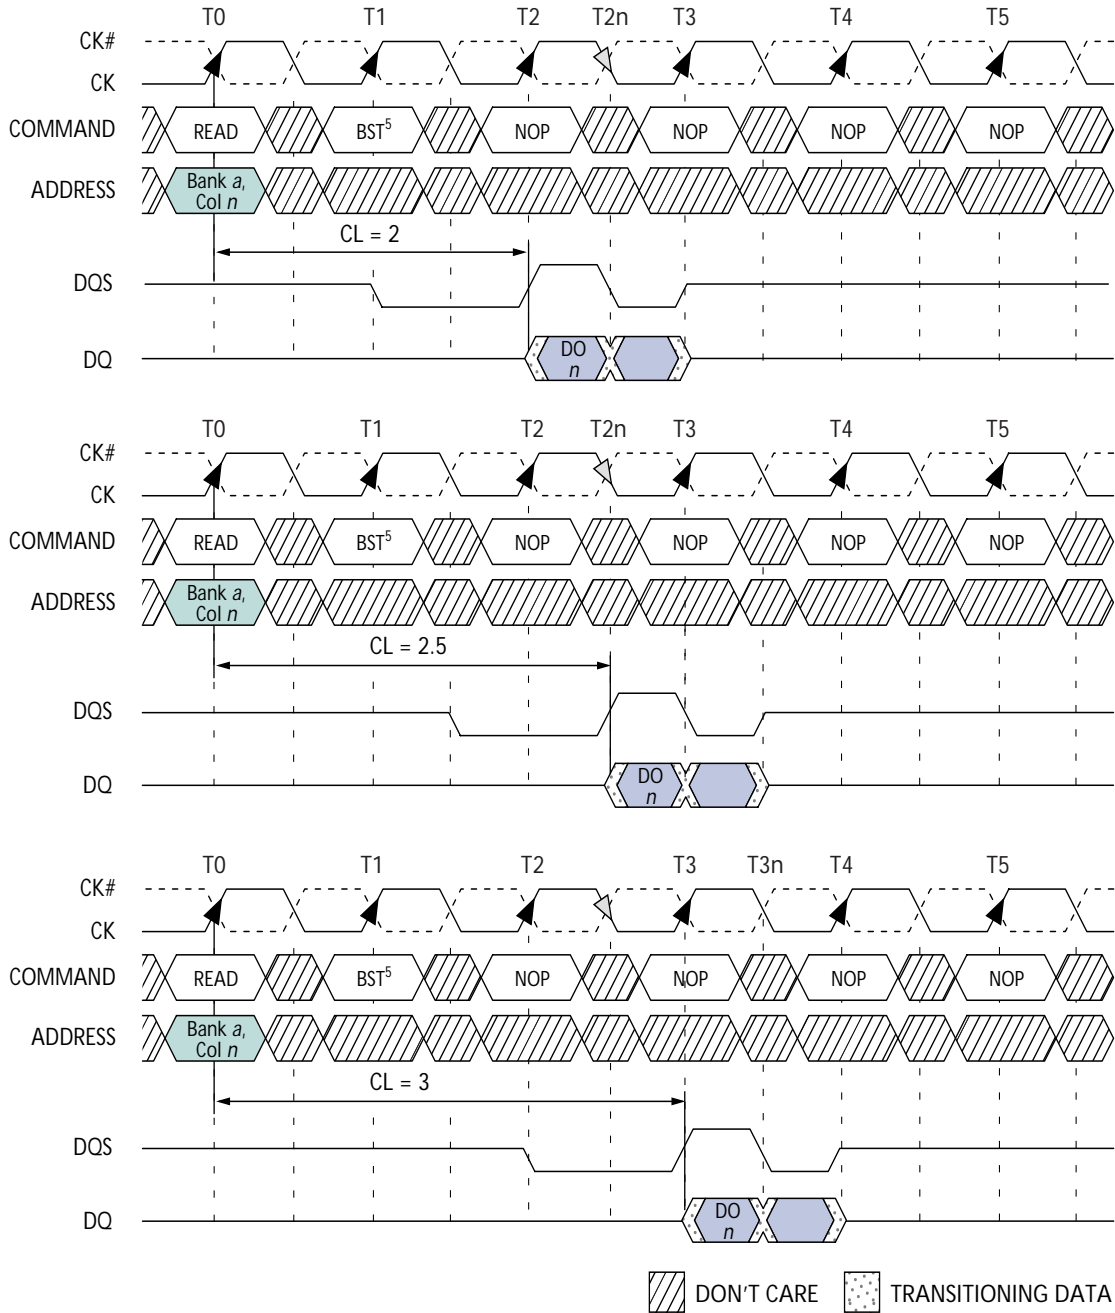 T0 T1 T2 T2n T3 T4 T5
CK#
CK
COMMAND READ BST5 NOP NOP NOP NOP
ADDRESS Bank a,
Col n
CL = 2
DQS
DQ DO
n
T0 T1 T2 T2n T3 T4 T5
CK#
CK
COMMAND READ BST5 NOP NOP NOP NOP
ADDRESS Bank a,
Col n
CL = 2.5
DQS
DQ DO
n
T0 T1 T2 T3 T3n T4 T5
CK#
CK
COMMAND READ BST5 NOP NOP NOP NOP
ADDRESS Bank a,
Col n
CL = 3
DQS
DQ DO
n
DON'T CARE TRANSITIONING DATA